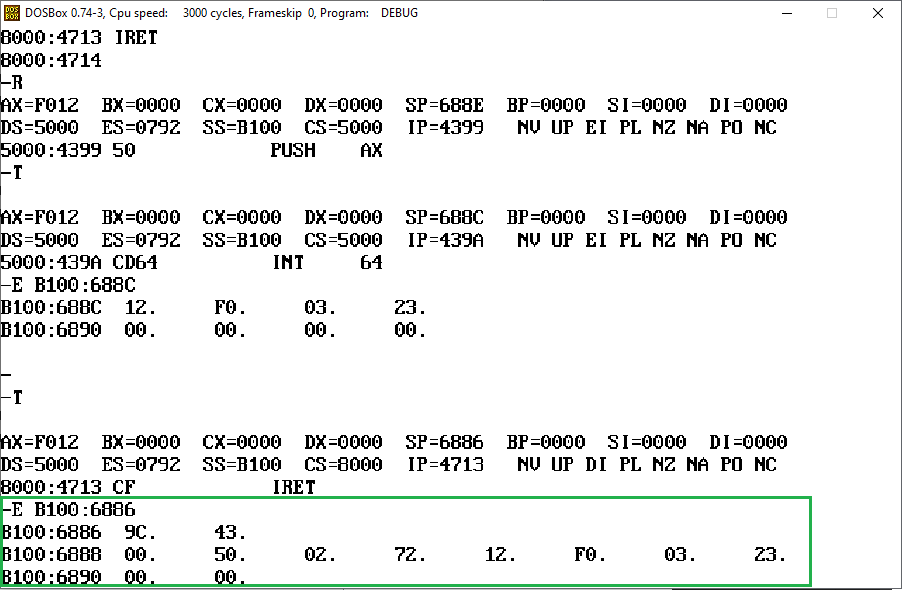 DOSBox 0.74-3, Cpu speed: 3000 cycles, Frameskip 0, Program: DEBUG
8000:4713 IRET
8000:4714
-R
AX=F012 BX=0000 CX=0000 DX=0000 SP=688E BP=0000 SI=0000 DI=0000
DS=5000 ES=0792 SS=B100 CS=5000 IP=4399 NV UP EI PL NZ NA PO NC
5000:4399 50 PUSH AX
-T
AX=F012 BX=0000 CX=0000 DX=0000 SP=688C BP=0000 SI=0000 DI=0000
DS=5000 ES=0792 SS=B100 CS=5000 IP=439A NV UP EI PL NZ NA PO NC
5000:439A CD64 INT 64
-E B100:688C
B100:688C 12. F0. 03. 23.
B100:6890 00. 00. 00. 00.
-
-T
AX=F012 BX=0000 CX=0000 DX=0000 SP=6886 BP=0000 SI=0000 DI=0000
DS=5000 ES=0792 SS=B100 CS=8000 IP=4713 NV UP DI PL NZ NA PO NC
8000:4713 CF IRET
-E B100:6886
B100:6886 9C. 43.
B100:6888 00. 50. 02. 72. 12. F0. 03. 23.
B100:6890 00. 00.